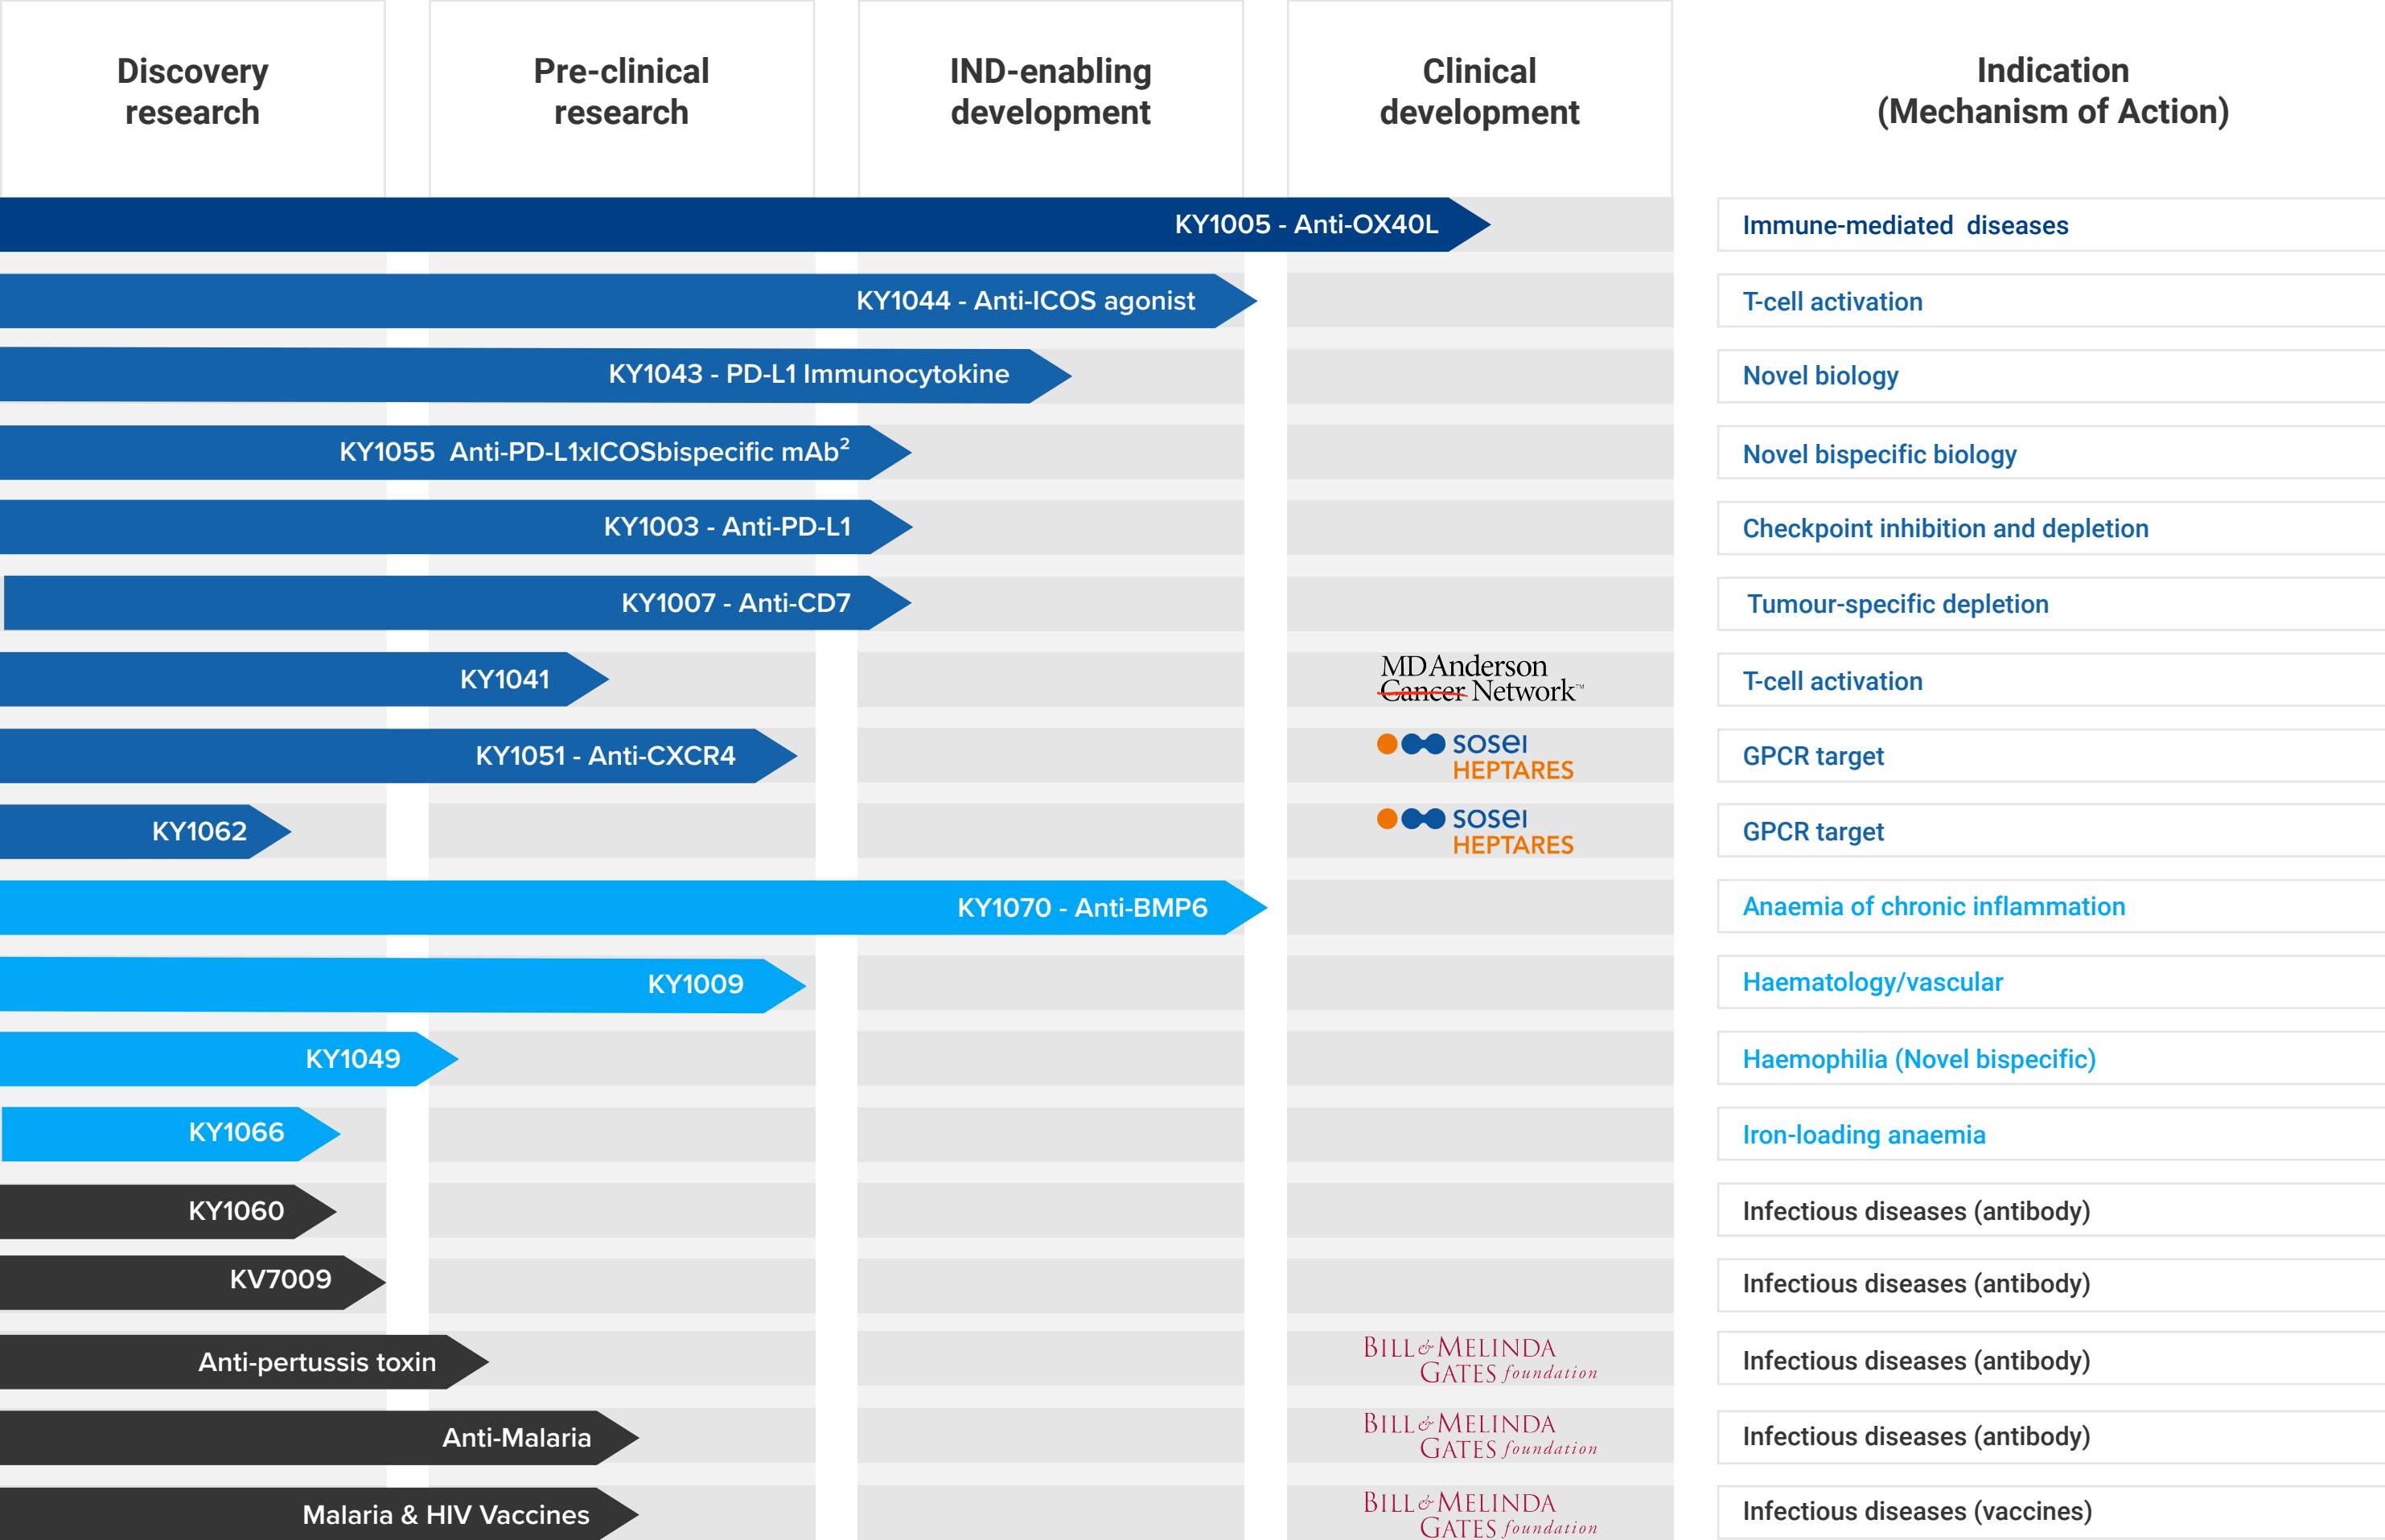 Discovery
research
Pre-clinical
research
IND-enabling
development
Clinical
development
Indication
(Mechanism of Action)
KY1005 - Anti-OX40L
Immune-mediated diseases
KY1044 - Anti-ICOS agonist
T-cell activation
KY1043 - PD-L1 Immunocytokine
Novel biology
KY1055 Anti-PD-L1xICOSbispecific mAb²
Novel bispecific biology
KY1003 - Anti-PD-L1
Checkpoint inhibition and depletion
KY1007 - Anti-CD7
Tumour-specific depletion
KY1041
MD Anderson
Cancer Network™
T-cell activation
KY1051 - Anti-CXCR4
sosei
HEPTARES
GPCR target
KY1062
sosei
HEPTARES
GPCR target
KY1070 - Anti-BMP6
Anaemia of chronic inflammation
KY1009
Haematology/vascular
KY1049
Haemophilia (Novel bispecific)
KY1066
Iron-loading anaemia
KY1060
Infectious diseases (antibody)
KV7009
Infectious diseases (antibody)
Anti-pertussis toxin
BILL & MELINDA
GATES foundation
Infectious diseases (antibody)
Anti-Malaria
BILL & MELINDA
GATES foundation
Infectious diseases (antibody)
Malaria & HIV Vaccines
BILL & MELINDA
GATES foundation
Infectious diseases (vaccines)